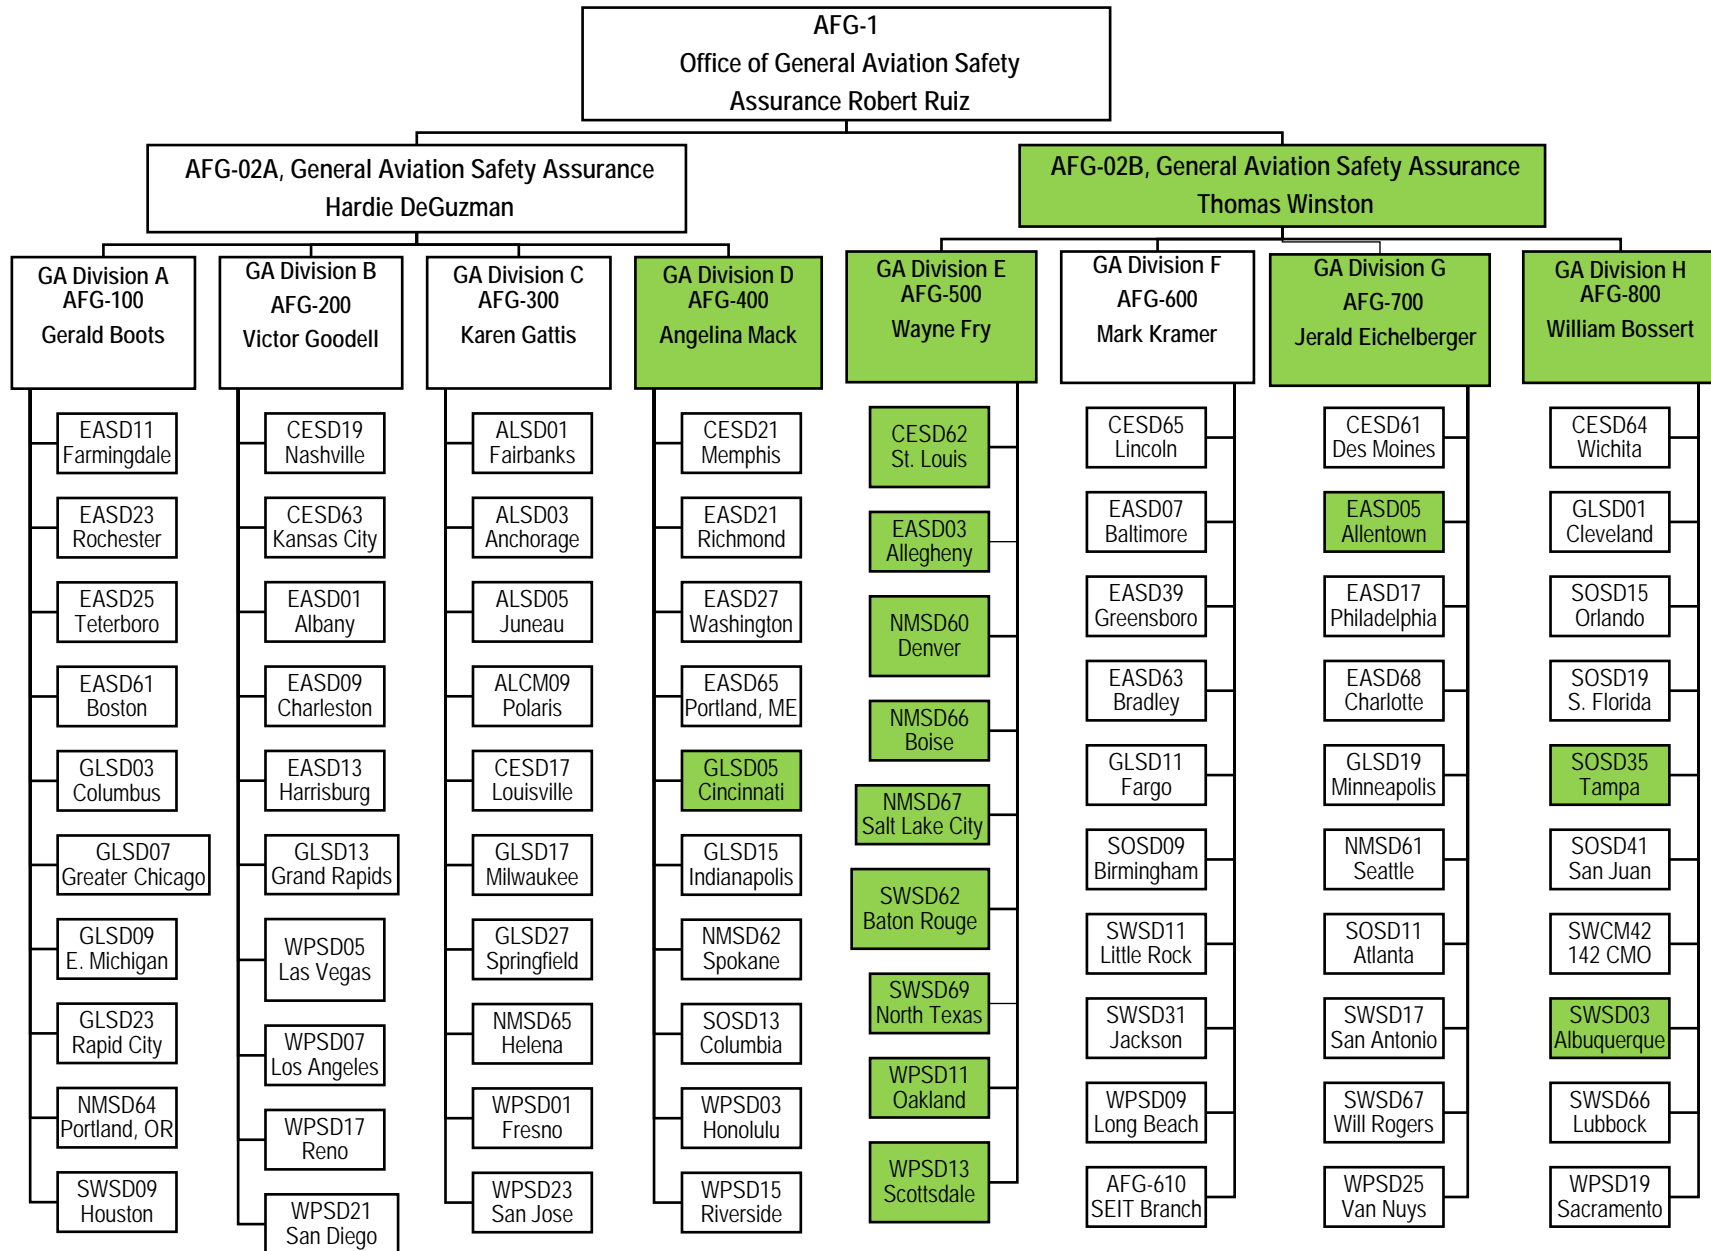 AFG-1
Office of General Aviation Safety
Assurance Robert Ruiz
AFG-02A, General Aviation Safety Assurance
Hardie DeGuzman
AFG-02B, General Aviation Safety Assurance
Thomas Winston
GA Division A
AFG-100
Gerald Boots
EASD11
Farmingdale
EASD23
Rochester
EASD25
Teterboro
EASD61
Boston
GLSD03
Columbus
GLSD07
Greater Chicago
GLSD09
E. Michigan
GLSD23
Rapid City
NMSD64
Portland, OR
SWSD09
Houston
GA Division B
AFG-200
Victor Goodell
CESD19
Nashville
CESD63
Kansas City
EASD01
Albany
EASD09
Charleston
EASD13
Harrisburg
GLSD13
Grand Rapids
WPSD05
Las Vegas
WPSD07
Los Angeles
WPSD17
Reno
WPSD21
San Diego
GA Division C
AFG-300
Karen Gattis
ALSD01
Fairbanks
ALSD03
Anchorage
ALSD05
Juneau
ALCM09
Polaris
CESD17
Louisville
GLSD17
Milwaukee
GLSD27
Springfield
NMSD65
Helena
WPSD01
Fresno
WPSD23
San Jose
GA Division D
AFG-400
Angelina Mack
CESD21
Memphis
EASD21
Richmond
EASD27
Washington
EASD65
Portland, ME
GLSD05
Cincinnati
GLSD15
Indianapolis
NMSD62
Spokane
SOSD13
Columbia
WPSD03
Honolulu
WPSD15
Riverside
GA Division E
AFG-500
Wayne Fry
CESD62
St. Louis
EASD03
Allegheny
NMSD60
Denver
NMSD66
Boise
NMSD67
Salt Lake City
SWSD62
Baton Rouge
SWSD69
North Texas
WPSD11
Oakland
WPSD13
Scottsdale
GA Division F
AFG-600
Mark Kramer
CESD65
Lincoln
EASD07
Baltimore
EASD39
Greensboro
EASD63
Bradley
GLSD11
Fargo
SOSD09
Birmingham
SWSD11
Little Rock
SWSD31
Jackson
WPSD09
Long Beach
AFG-610
SEIT Branch
GA Division G
AFG-700
Jerald Eichelberger
CESD61
Des Moines
EASD05
Allentown
EASD17
Philadelphia
EASD68
Charlotte
GLSD19
Minneapolis
NMSD61
Seattle
SOSD11
Atlanta
SWSD17
San Antonio
SWSD67
Will Rogers
WPSD25
Van Nuys
GA Division H
AFG-800
William Bossert
CESD64
Wichita
GLSD01
Cleveland
SOSD15
Orlando
SOSD19
S. Florida
SOSD35
Tampa
SOSD41
San Juan
SWCM42
142 CMO
SWSD03
Albuquerque
SWSD66
Lubbock
WPSD19
Sacramento